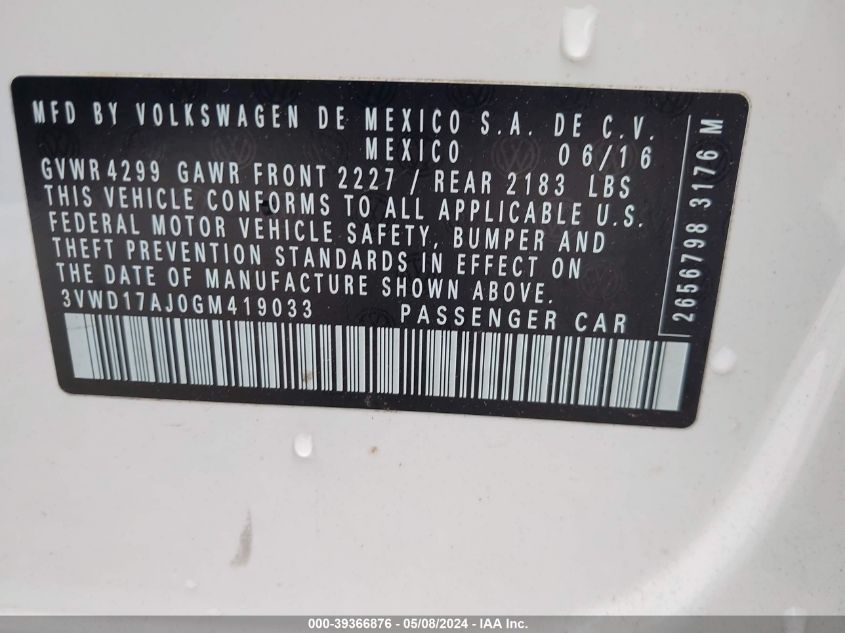 MFD BY VOLKSWAGEN DE MEXICO S.A. DE C.V.
MEXICO 06/16
GVWR 4299 GAWR FRONT 2227 / REAR 2183 LBS
THIS VEHICLE CONFORMS TO ALL APPLICABLE U.S.
FEDERAL MOTOR VEHICLE SAFETY, BUMPER AND
THEFT PREVENTION STANDARDS IN EFFECT ON
THE DATE OF MANUFACTURE SHOWN ABOVE.
3VWD17AJ0GM419033 PASSENGER CAR
2656798 3176 M
000-39366876 - 05/08/2024 - IAA Inc.